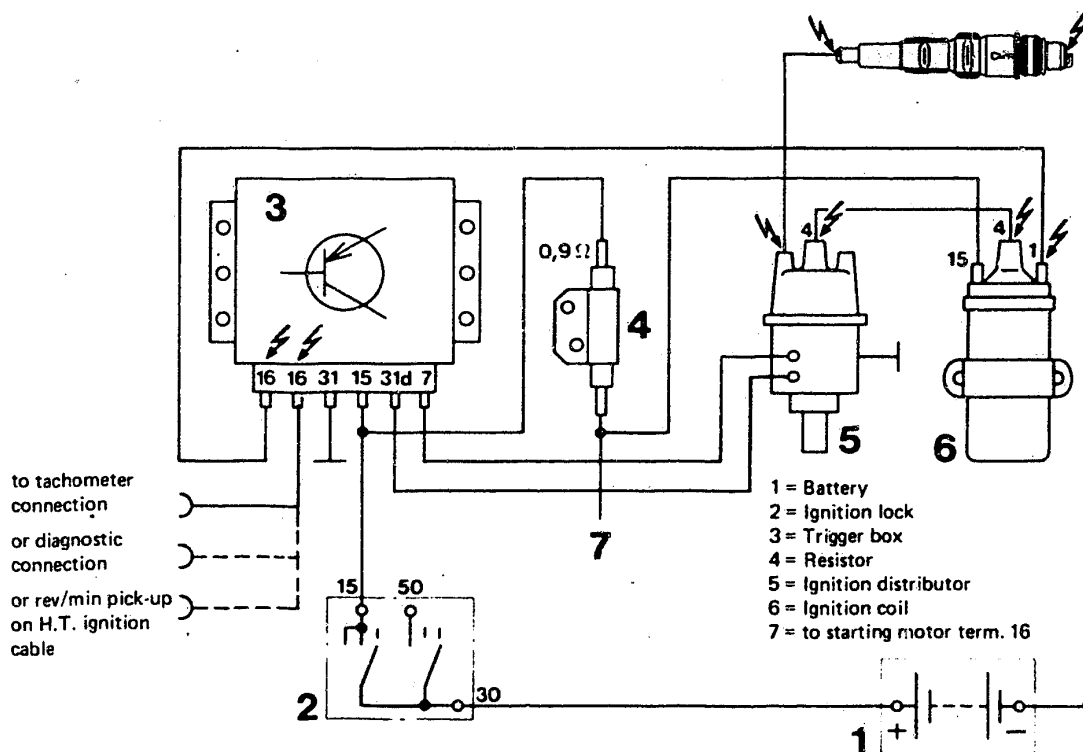 3
0,9 Ω
4
4
4
15
1
16 16 31 15 31d 7
5
6
to tachometer
connection
or diagnostic
connection
or rev/min pick-up
on H.T. ignition
cable
7
1 = Battery
2 = Ignition lock
3 = Trigger box
4 = Resistor
5 = Ignition distributor
6 = Ignition coil
7 = to starting motor term. 16
15 50
2
30
1
+ −